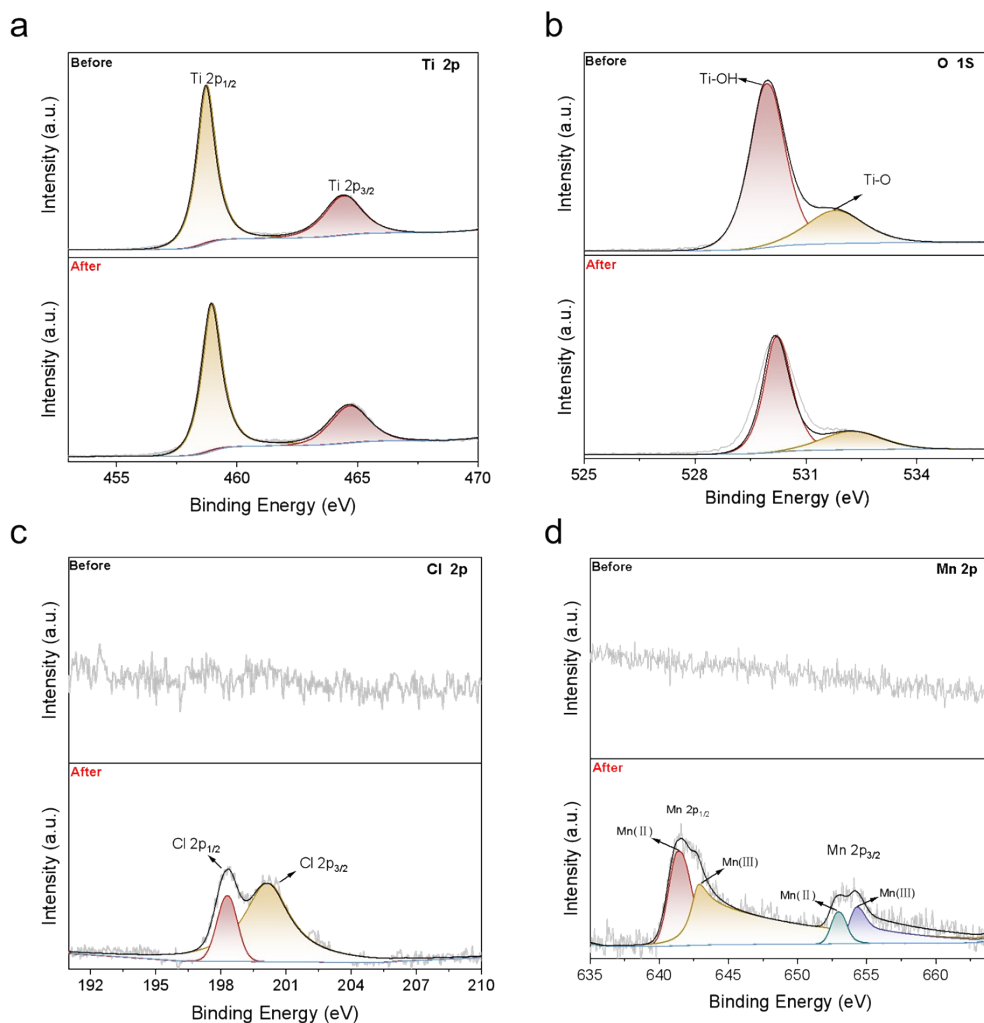 a
Before
Ti 2p
Ti 2p1/2
Ti 2p3/2
Intensity (a.u.)
After
Intensity (a.u.)
455 460 465 470
Binding Energy (eV)
b
Before
O 1S
Ti-OH
Ti-O
Intensity (a.u.)
After
Intensity (a.u.)
525 528 531 534
Binding Energy (eV)
c
Before
Cl 2p
Intensity (a.u.)
After
Cl 2p1/2
Cl 2p3/2
Intensity (a.u.)
192 195 198 201 204 207 210
Binding Energy (eV)
d
Before
Mn 2p
Intensity (a.u.)
After
Mn 2p1/2
Mn(Ⅱ)
Mn(Ⅲ)
Mn 2p3/2
Mn(Ⅱ)
Mn(Ⅲ)
Intensity (a.u.)
635 640 645 650 655 660
Binding Energy (eV)